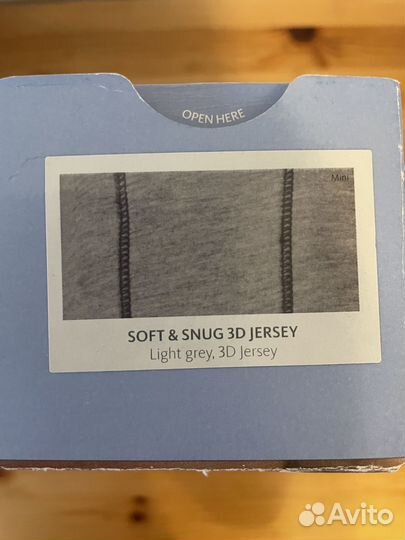 OPEN HERE
Mini
SOFT & SNUG 3D JERSEY
Light grey, 3D Jersey
Avito